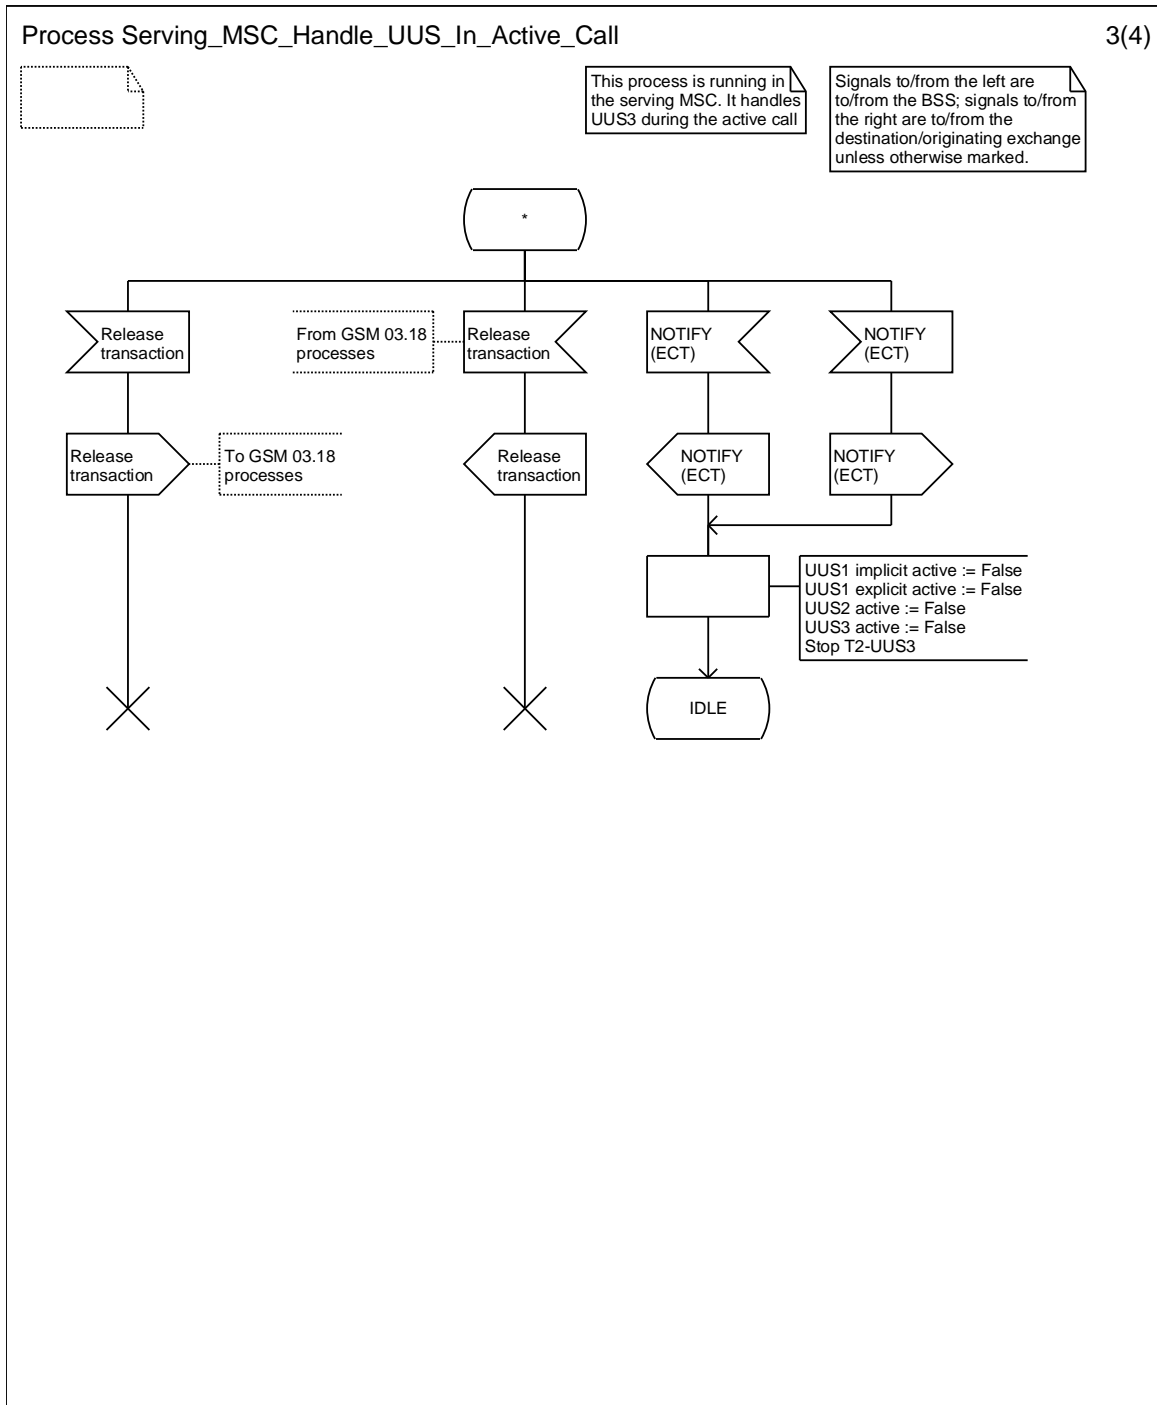 Process Serving_MSC_Handle_UUS_In_Active_Call
3(4)
This process is running in
the serving MSC. It handles
UUS3 during the active call
Signals to/from the left are
to/from the BSS; signals to/from
the right are to/from the
destination/originating exchange
unless otherwise marked.
*
Release
transaction
From GSM 03.18
processes
Release
transaction
NOTIFY
(ECT)
NOTIFY
(ECT)
Release
transaction
To GSM 03.18
processes
Release
transaction
NOTIFY
(ECT)
NOTIFY
(ECT)
UUS1 implicit active := False
UUS1 explicit active := False
UUS2 active := False
UUS3 active := False
Stop T2-UUS3
IDLE